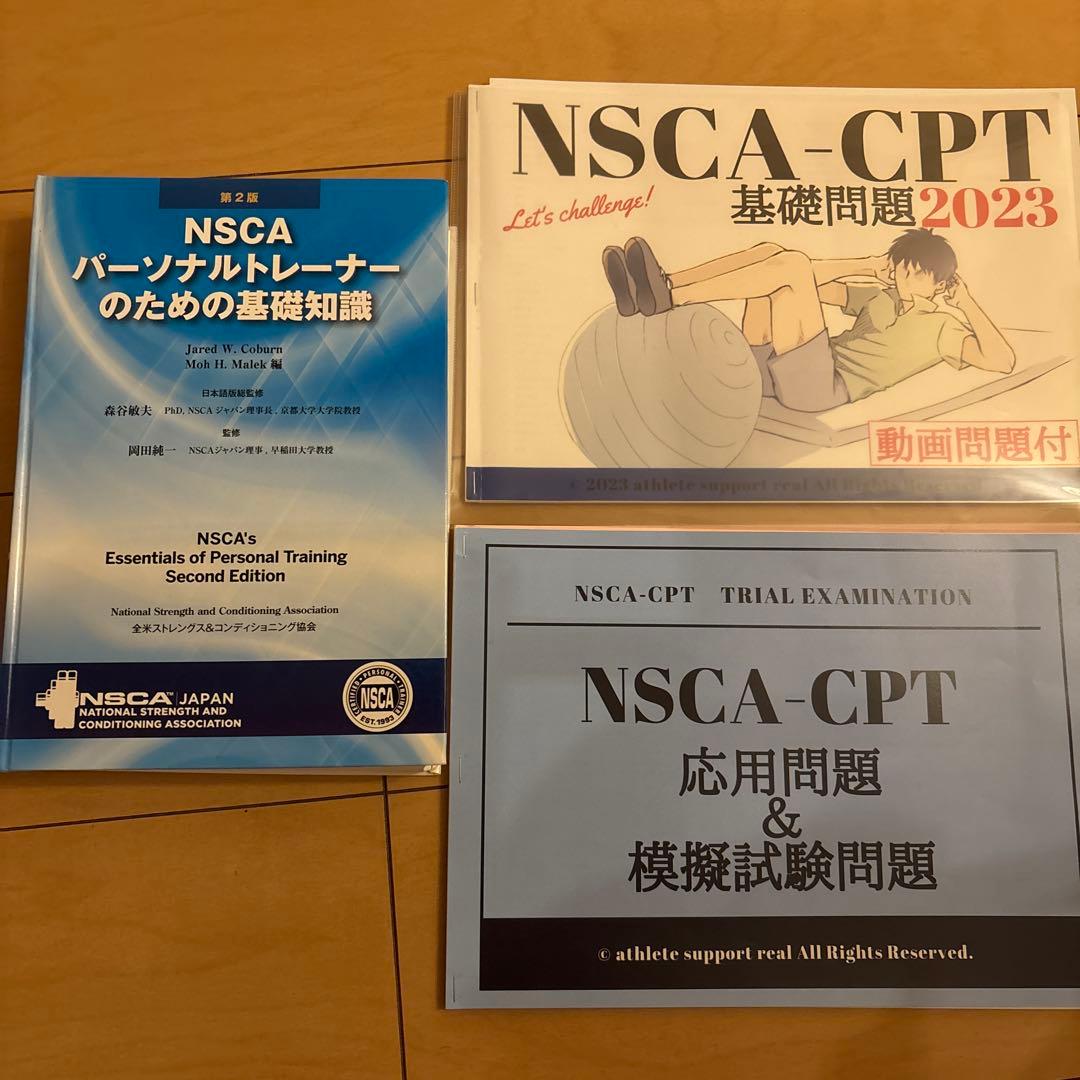 第2版
NSCA
パーソナルトレーナー
のための基礎知識
Jared W. Coburn
Moh H. Malek 編
日本語版総監修
森谷敏夫 PhD, NSCA ジャパン理事長, 京都大学大学院教授
監修
岡田純一 NSCAジャパン理事, 早稲田大学教授
NSCA's
Essentials of Personal Training
Second Edition
National Strength and Conditioning Association
全米ストレングス&コンディショニング協会
NSCA™ JAPAN
NATIONAL STRENGTH AND
CONDITIONING ASSOCIATION
CERTIFIED • PERSONAL • TRAINER
NSCA
EST. 1993
NSCA-CPT
Let's challenge!
基礎問題2023
動画問題付
© 2023 athlete support real All Rights Reserved.
NSCA-CPT TRIAL EXAMINATION
NSCA-CPT
応用問題
&
模擬試験問題
© athlete support real All Rights Reserved.